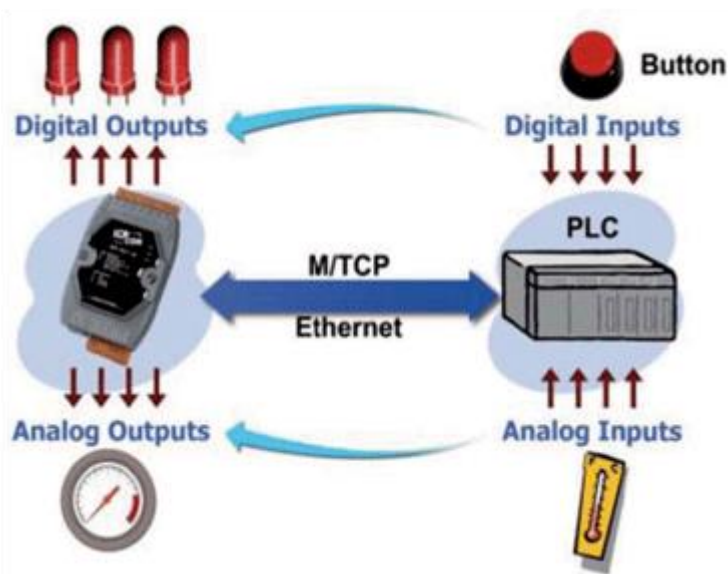 Button
Digital Outputs
Digital Inputs
PLC
M/TCP
Ethernet
Analog Outputs
Analog Inputs